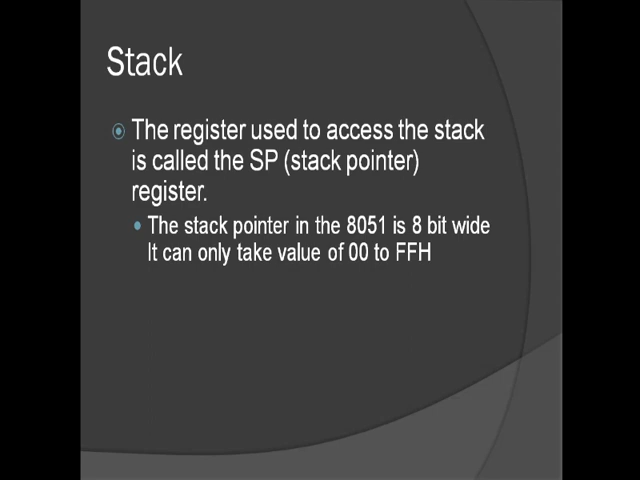 Stack
The register used to access the stack
is called the SP (stack pointer)
register.
The stack pointer in the 8051 is 8 bit wide
It can only take value of 00 to FFH